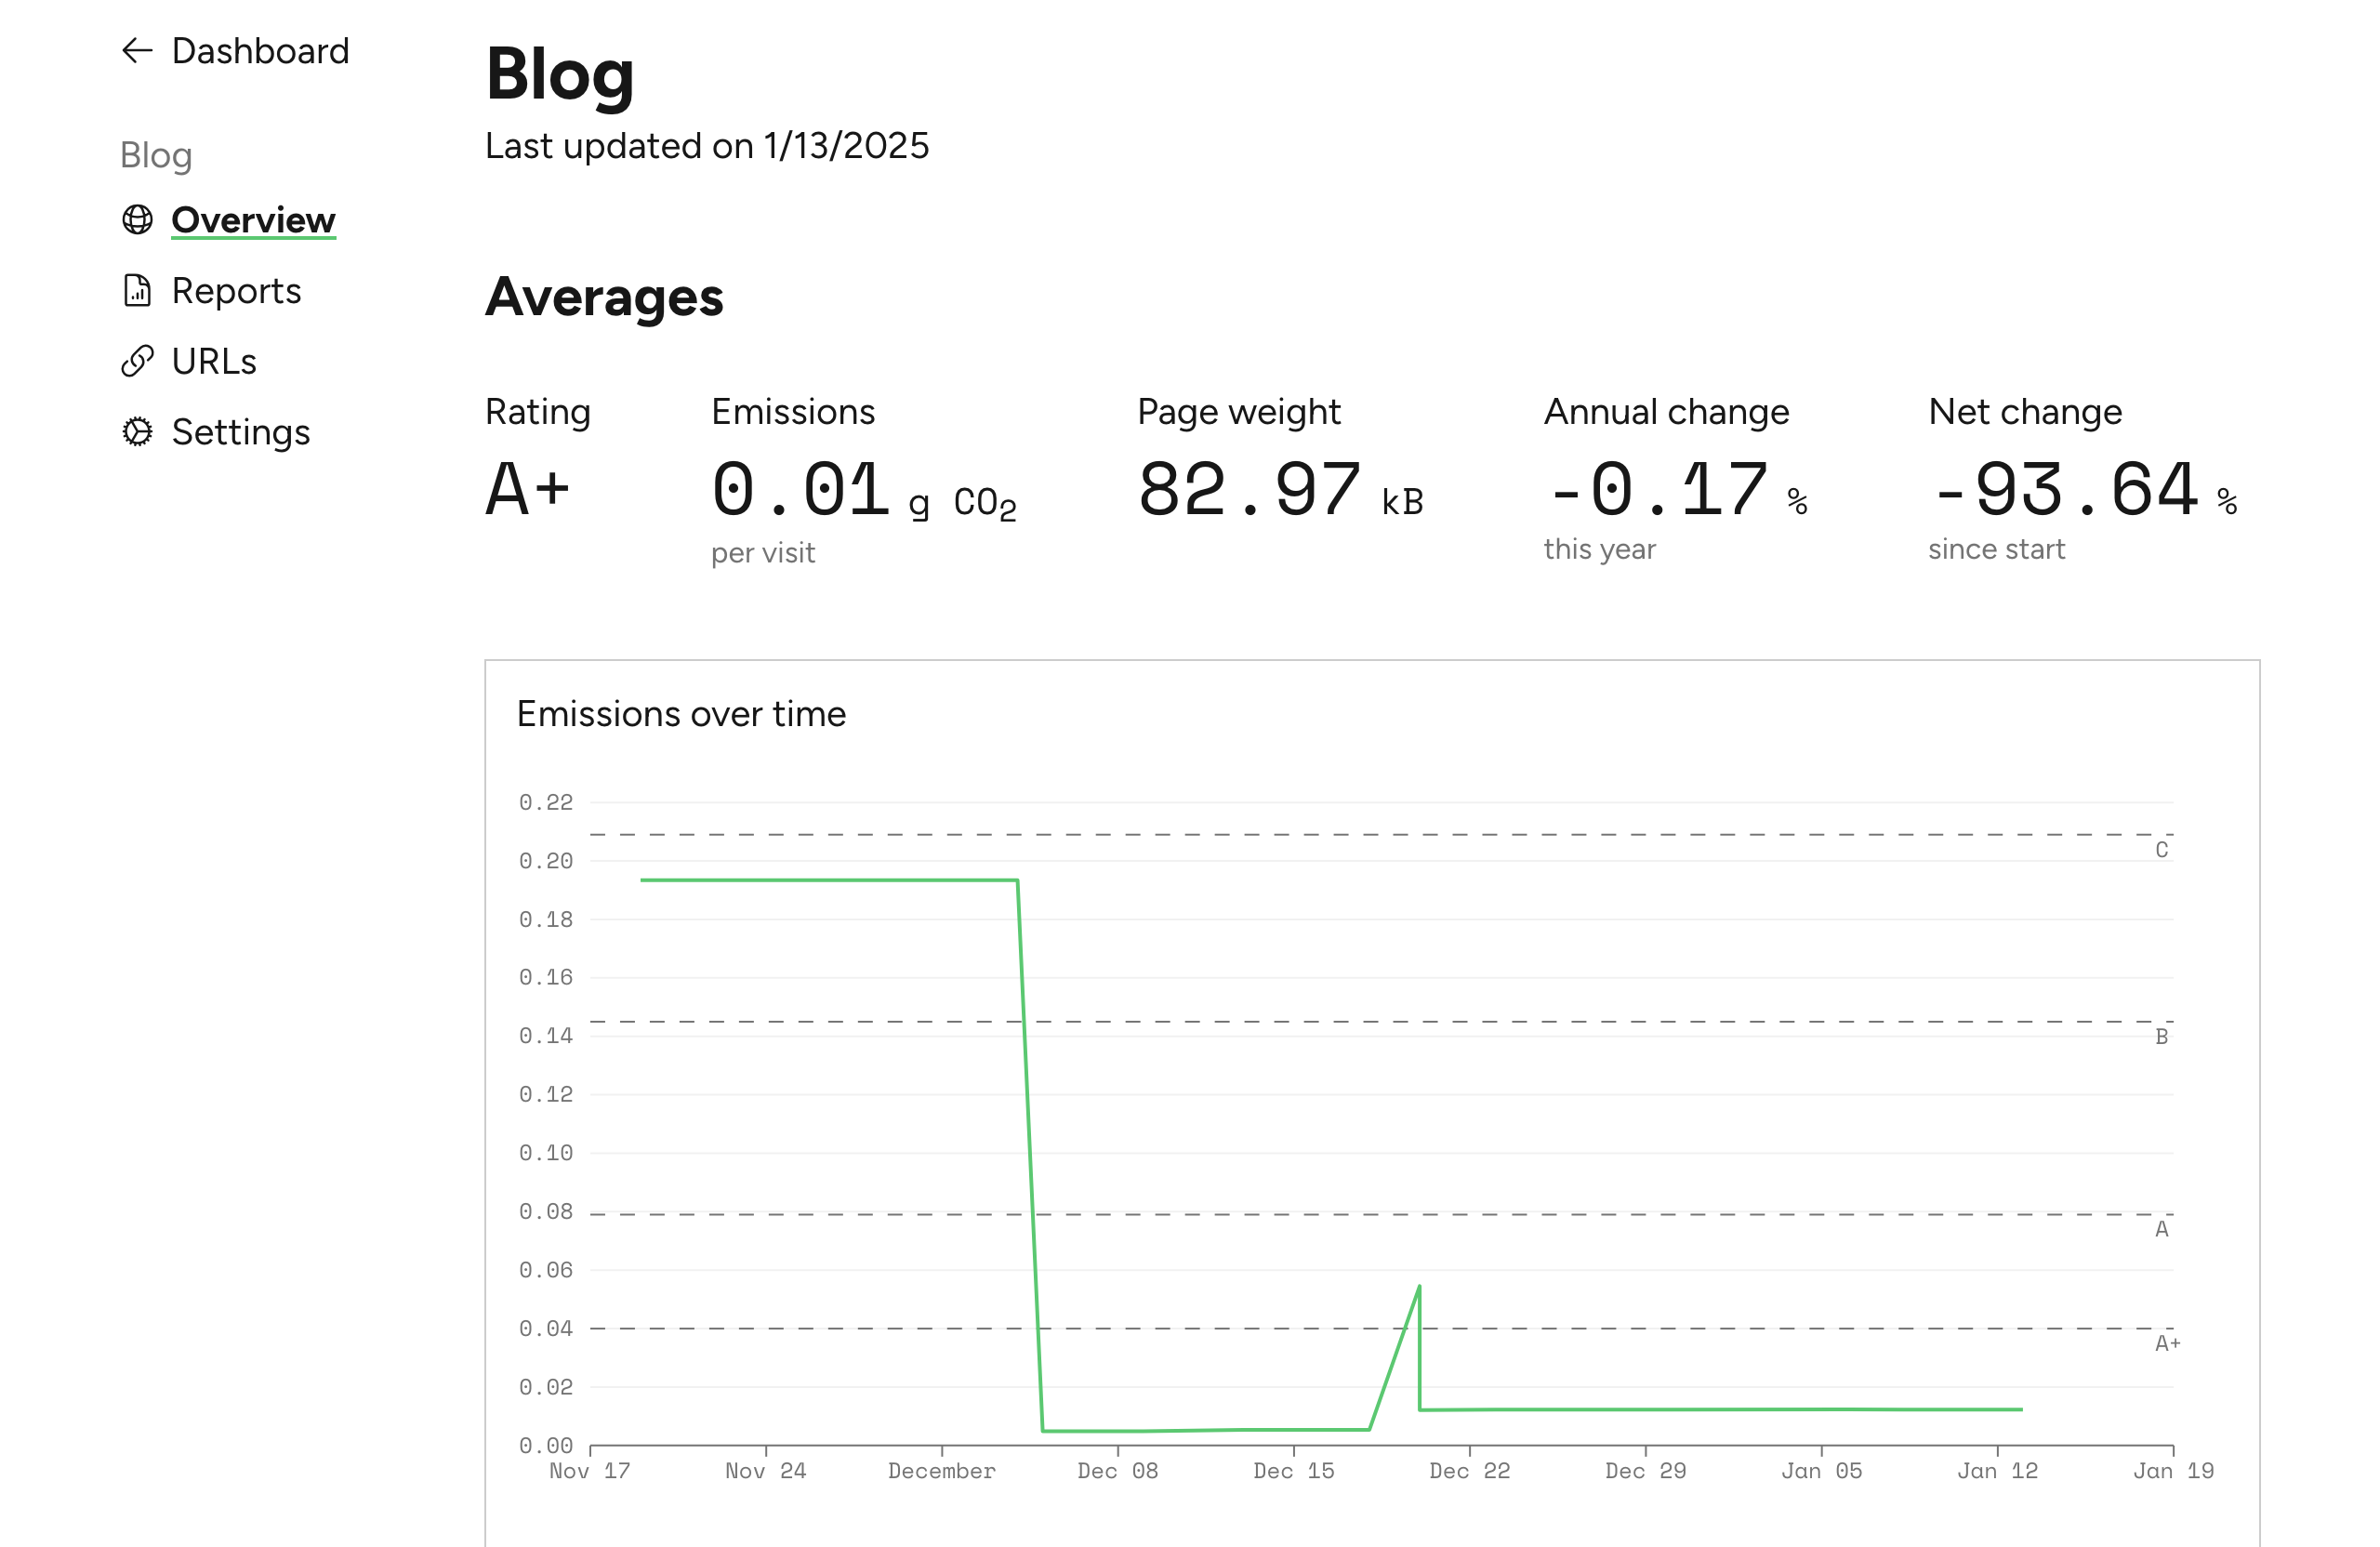 Dashboard
Blog
Overview
Reports
URLs
Settings
Blog
Last updated on 1/13/2025
Averages
Rating
A+
Emissions
0.01 g CO₂
per visit
Page weight
82.97 kB
Annual change
-0.17 %
this year
Net change
-93.64 %
since start
Emissions over time
0.22
C
0.20
0.18
0.16
0.14
B
0.12
0.10
0.08
A
0.06
0.04
A+
0.02
0.00
Nov 17 Nov 24 December Dec 08 Dec 15 Dec 22 Dec 29 Jan 05 Jan 12 Jan 19